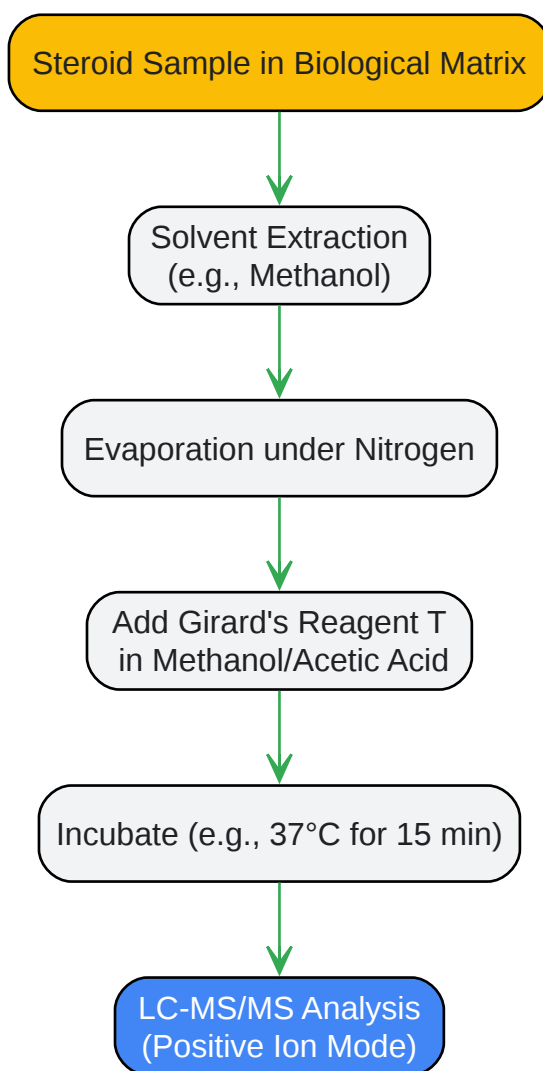 Steroid Sample in Biological Matrix
Solvent Extraction
(e.g., Methanol)
Evaporation under Nitrogen
Add Girard's Reagent T
in Methanol/Acetic Acid
Incubate (e.g., 37°C for 15 min)
LC-MS/MS Analysis
(Positive Ion Mode)